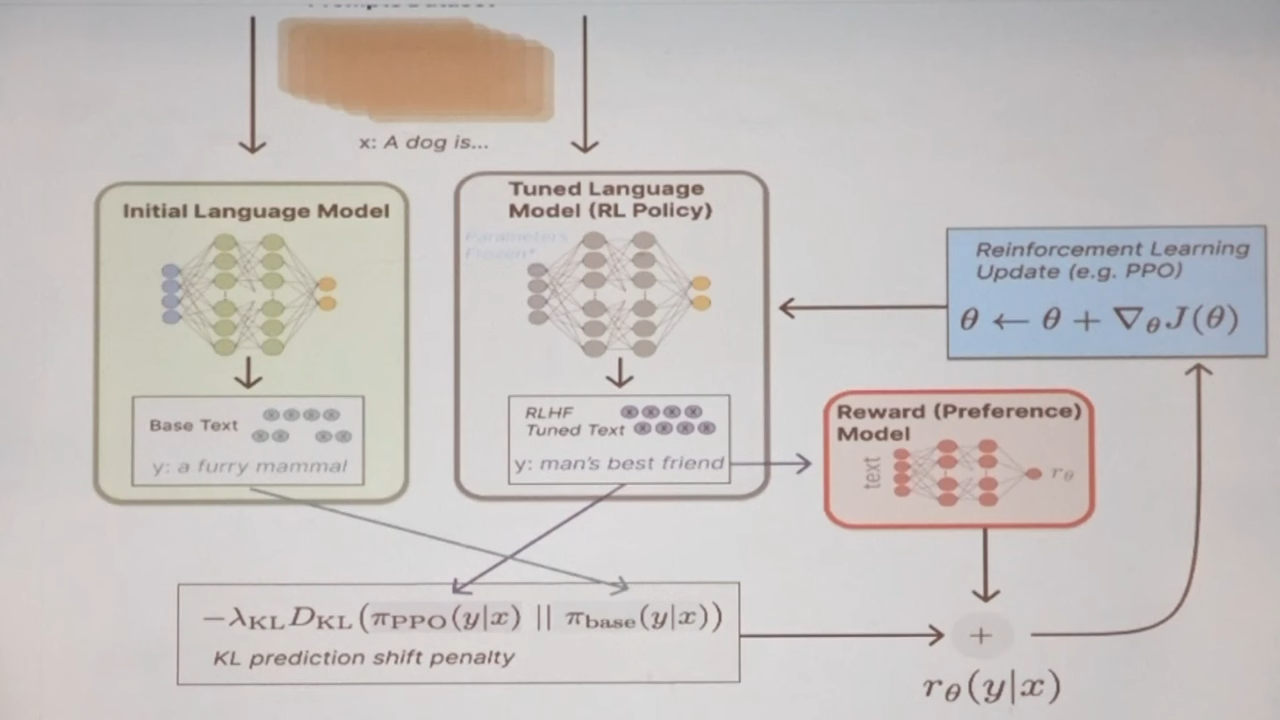 x: A dog is...
Initial Language Model
Tuned Language
Model (RL Policy)
Parameters
Frozen*
Base Text
y: a furry mammal
RLHF
Tuned Text
y: man's best friend
Reinforcement Learning
Update (e.g. PPO)
θ ← θ + ∇θJ(θ)
Reward (Preference)
Model
text
rθ
−λKL DKL (πPPO(y|x) || πbase(y|x))
KL prediction shift penalty
+
rθ(y|x)